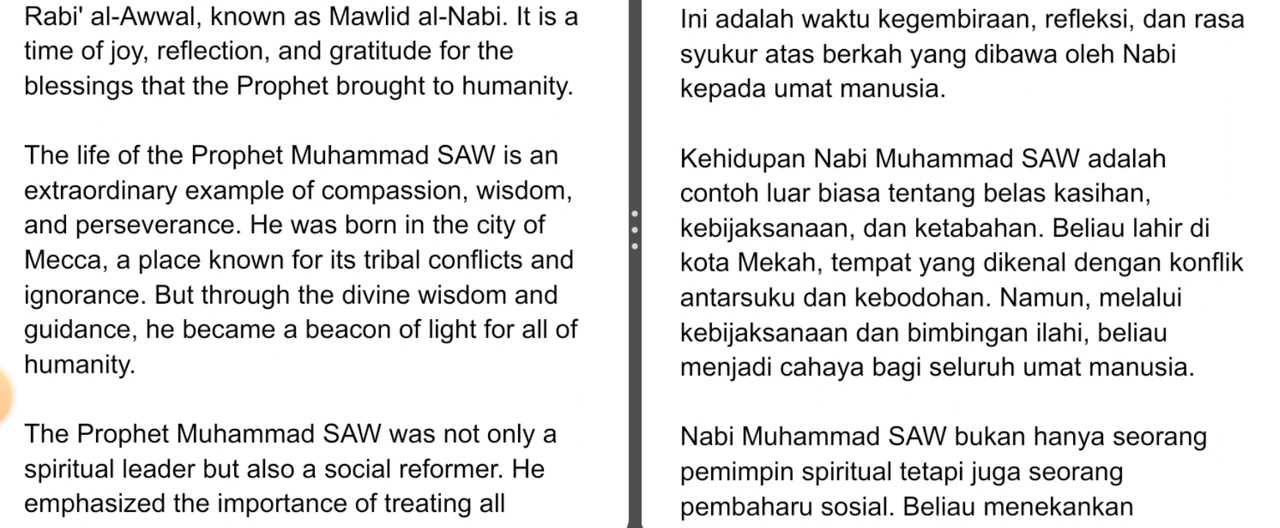 Rabi' al-Awwal, known as Mawlid al-Nabi. It is a
time of joy, reflection, and gratitude for the
blessings that the Prophet brought to humanity.
The life of the Prophet Muhammad SAW is an
extraordinary example of compassion, wisdom,
and perseverance. He was born in the city of
Mecca, a place known for its tribal conflicts and
ignorance. But through the divine wisdom and
guidance, he became a beacon of light for all of
humanity.
The Prophet Muhammad SAW was not only a
spiritual leader but also a social reformer. He
emphasized the importance of treating all
Ini adalah waktu kegembiraan, refleksi, dan rasa
syukur atas berkah yang dibawa oleh Nabi
kepada umat manusia.
Kehidupan Nabi Muhammad SAW adalah
contoh luar biasa tentang belas kasihan,
kebijaksanaan, dan ketabahan. Beliau lahir di
kota Mekah, tempat yang dikenal dengan konflik
antarsuku dan kebodohan. Namun, melalui
kebijaksanaan dan bimbingan ilahi, beliau
menjadi cahaya bagi seluruh umat manusia.
Nabi Muhammad SAW bukan hanya seorang
pemimpin spiritual tetapi juga seorang
pembaharu sosial. Beliau menekankan